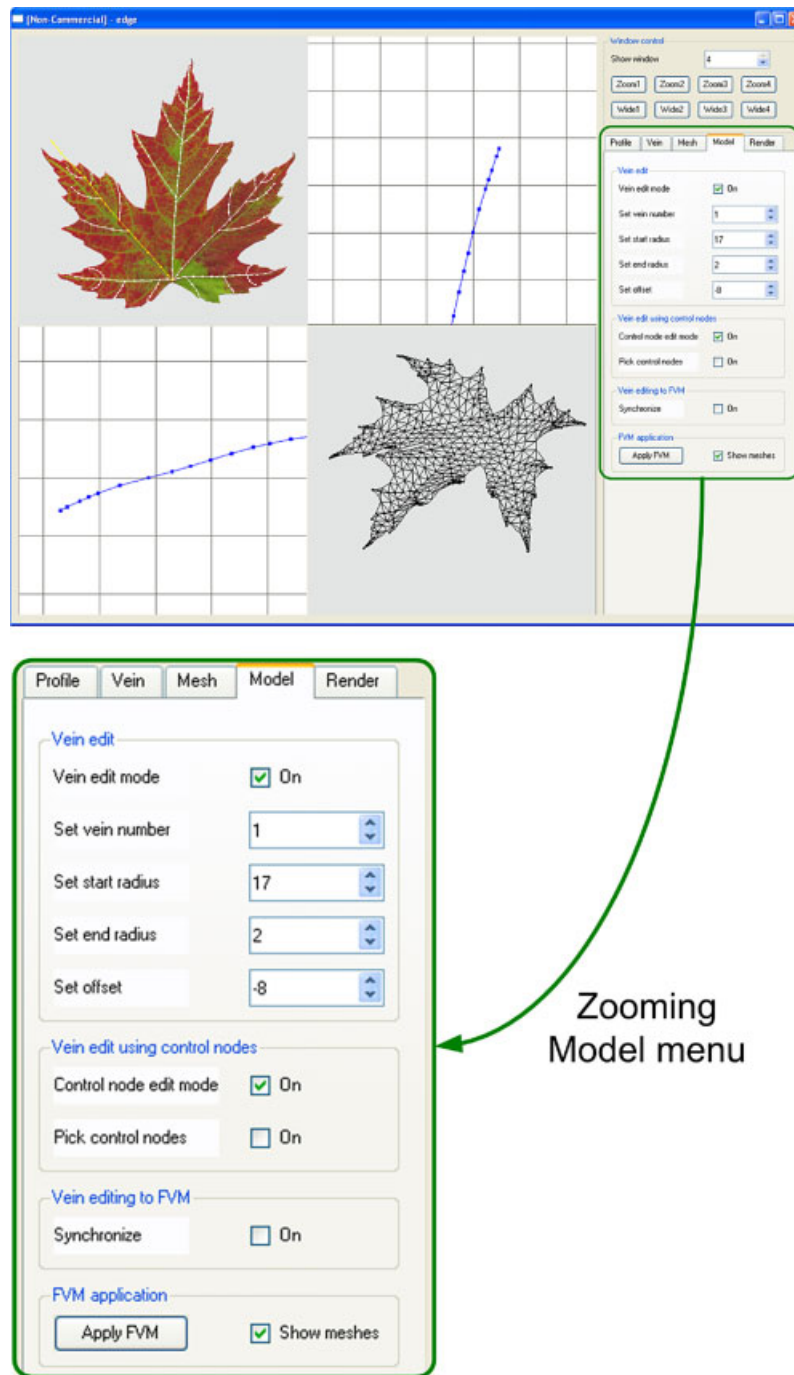 [Non-Commercial] - edge
Window control
Show window 4
Zoom1 Zoom2 Zoom3 Zoom4
Wide1 Wide2 Wide3 Wide4
Profile Vein Mesh Model Render
Vein edit
Vein edit mode On
Set vein number 1
Set start radius 17
Set end radius 2
Set offset -8
Vein edit using control nodes
Control node edit mode On
Pick control nodes On
Vein editing to FVM
Synchronize On
FVM application
Apply FVM Show meshes
Profile Vein Mesh Model Render
Vein edit
Vein edit mode On
Set vein number 1
Set start radius 17
Set end radius 2
Set offset -8
Vein edit using control nodes
Control node edit mode On
Pick control nodes On
Vein editing to FVM
Synchronize On
FVM application
Apply FVM Show meshes
Zooming
Model menu